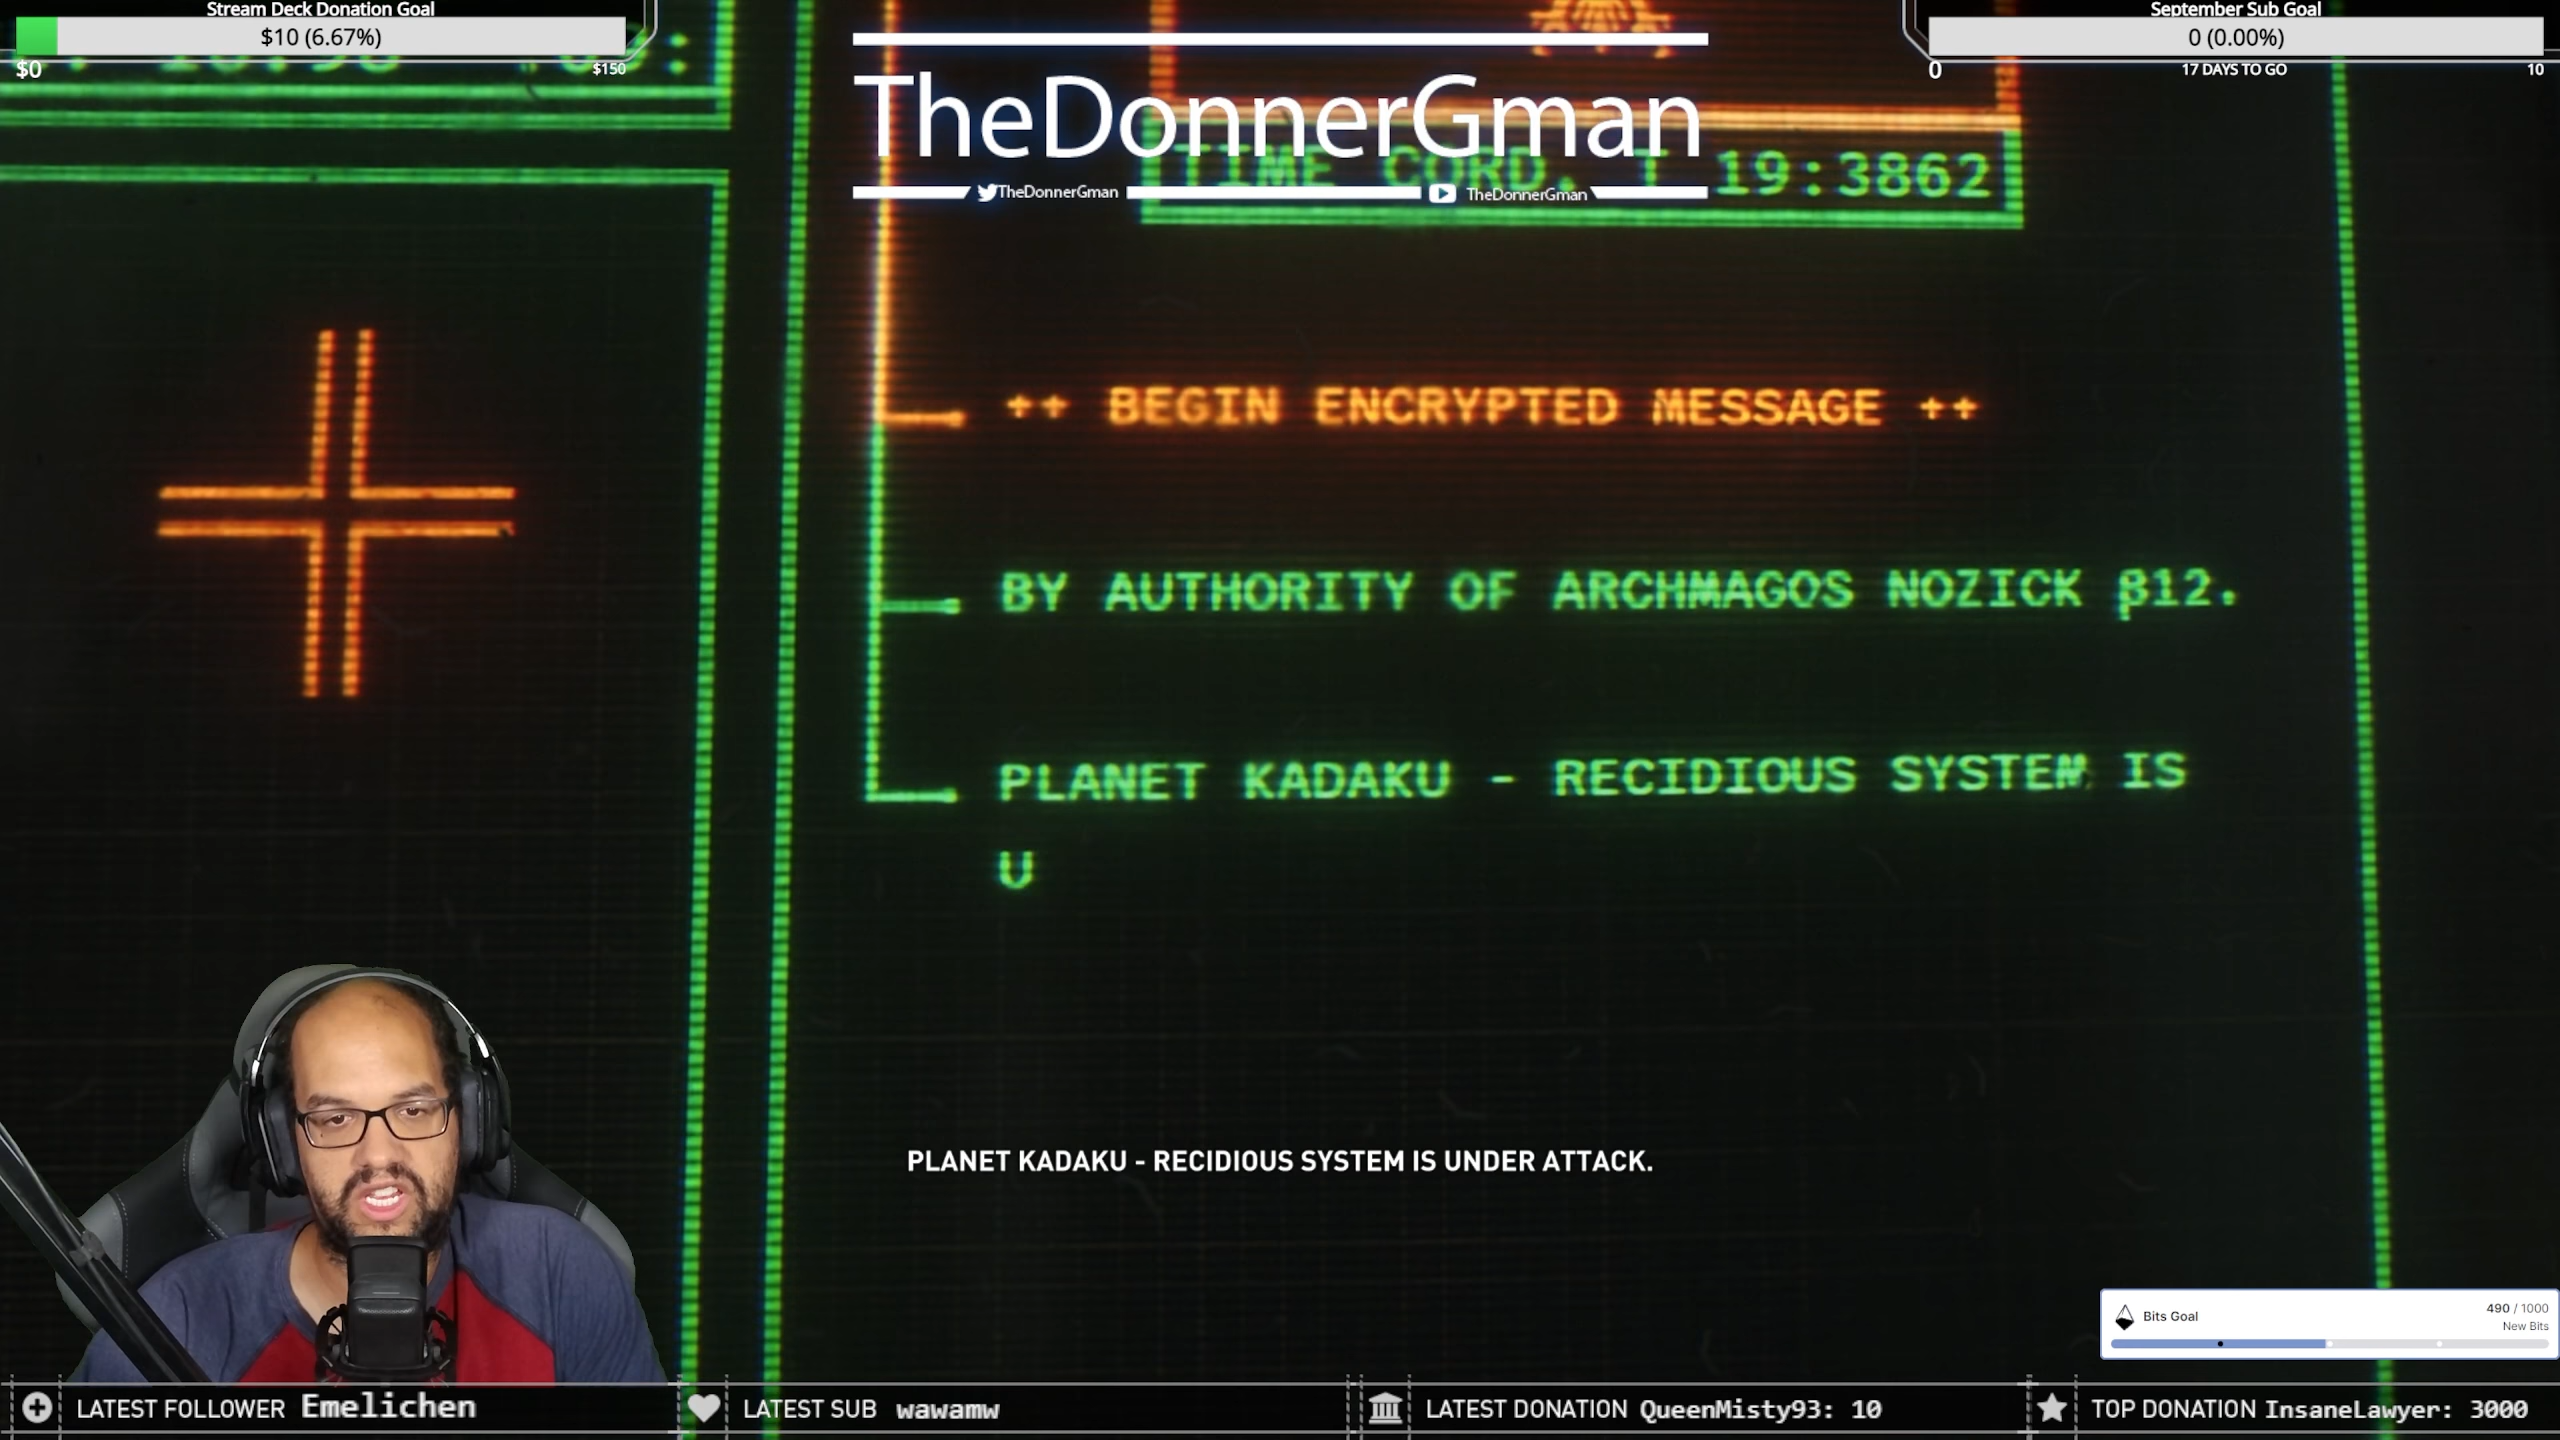 Stream Deck Donation Goal
$10 (6.67%)
$0
$150
September Sub Goal
0 (0.00%)
0
17 DAYS TO GO
10
TheDonnerGman
TheDonnerGman
TheDonnerGman
TIME CORD. T 19:3862
++ BEGIN ENCRYPTED MESSAGE ++
BY AUTHORITY OF ARCHMAGOS NOZICK β12.
PLANET KADAKU - RECIDIOUS SYSTEM IS
U
PLANET KADAKU - RECIDIOUS SYSTEM IS UNDER ATTACK.
Bits Goal
490 / 1000
New Bits
LATEST FOLLOWER Emelichen
LATEST SUB wawamw
LATEST DONATION QueenMisty93: 10
TOP DONATION InsaneLawyer: 3000